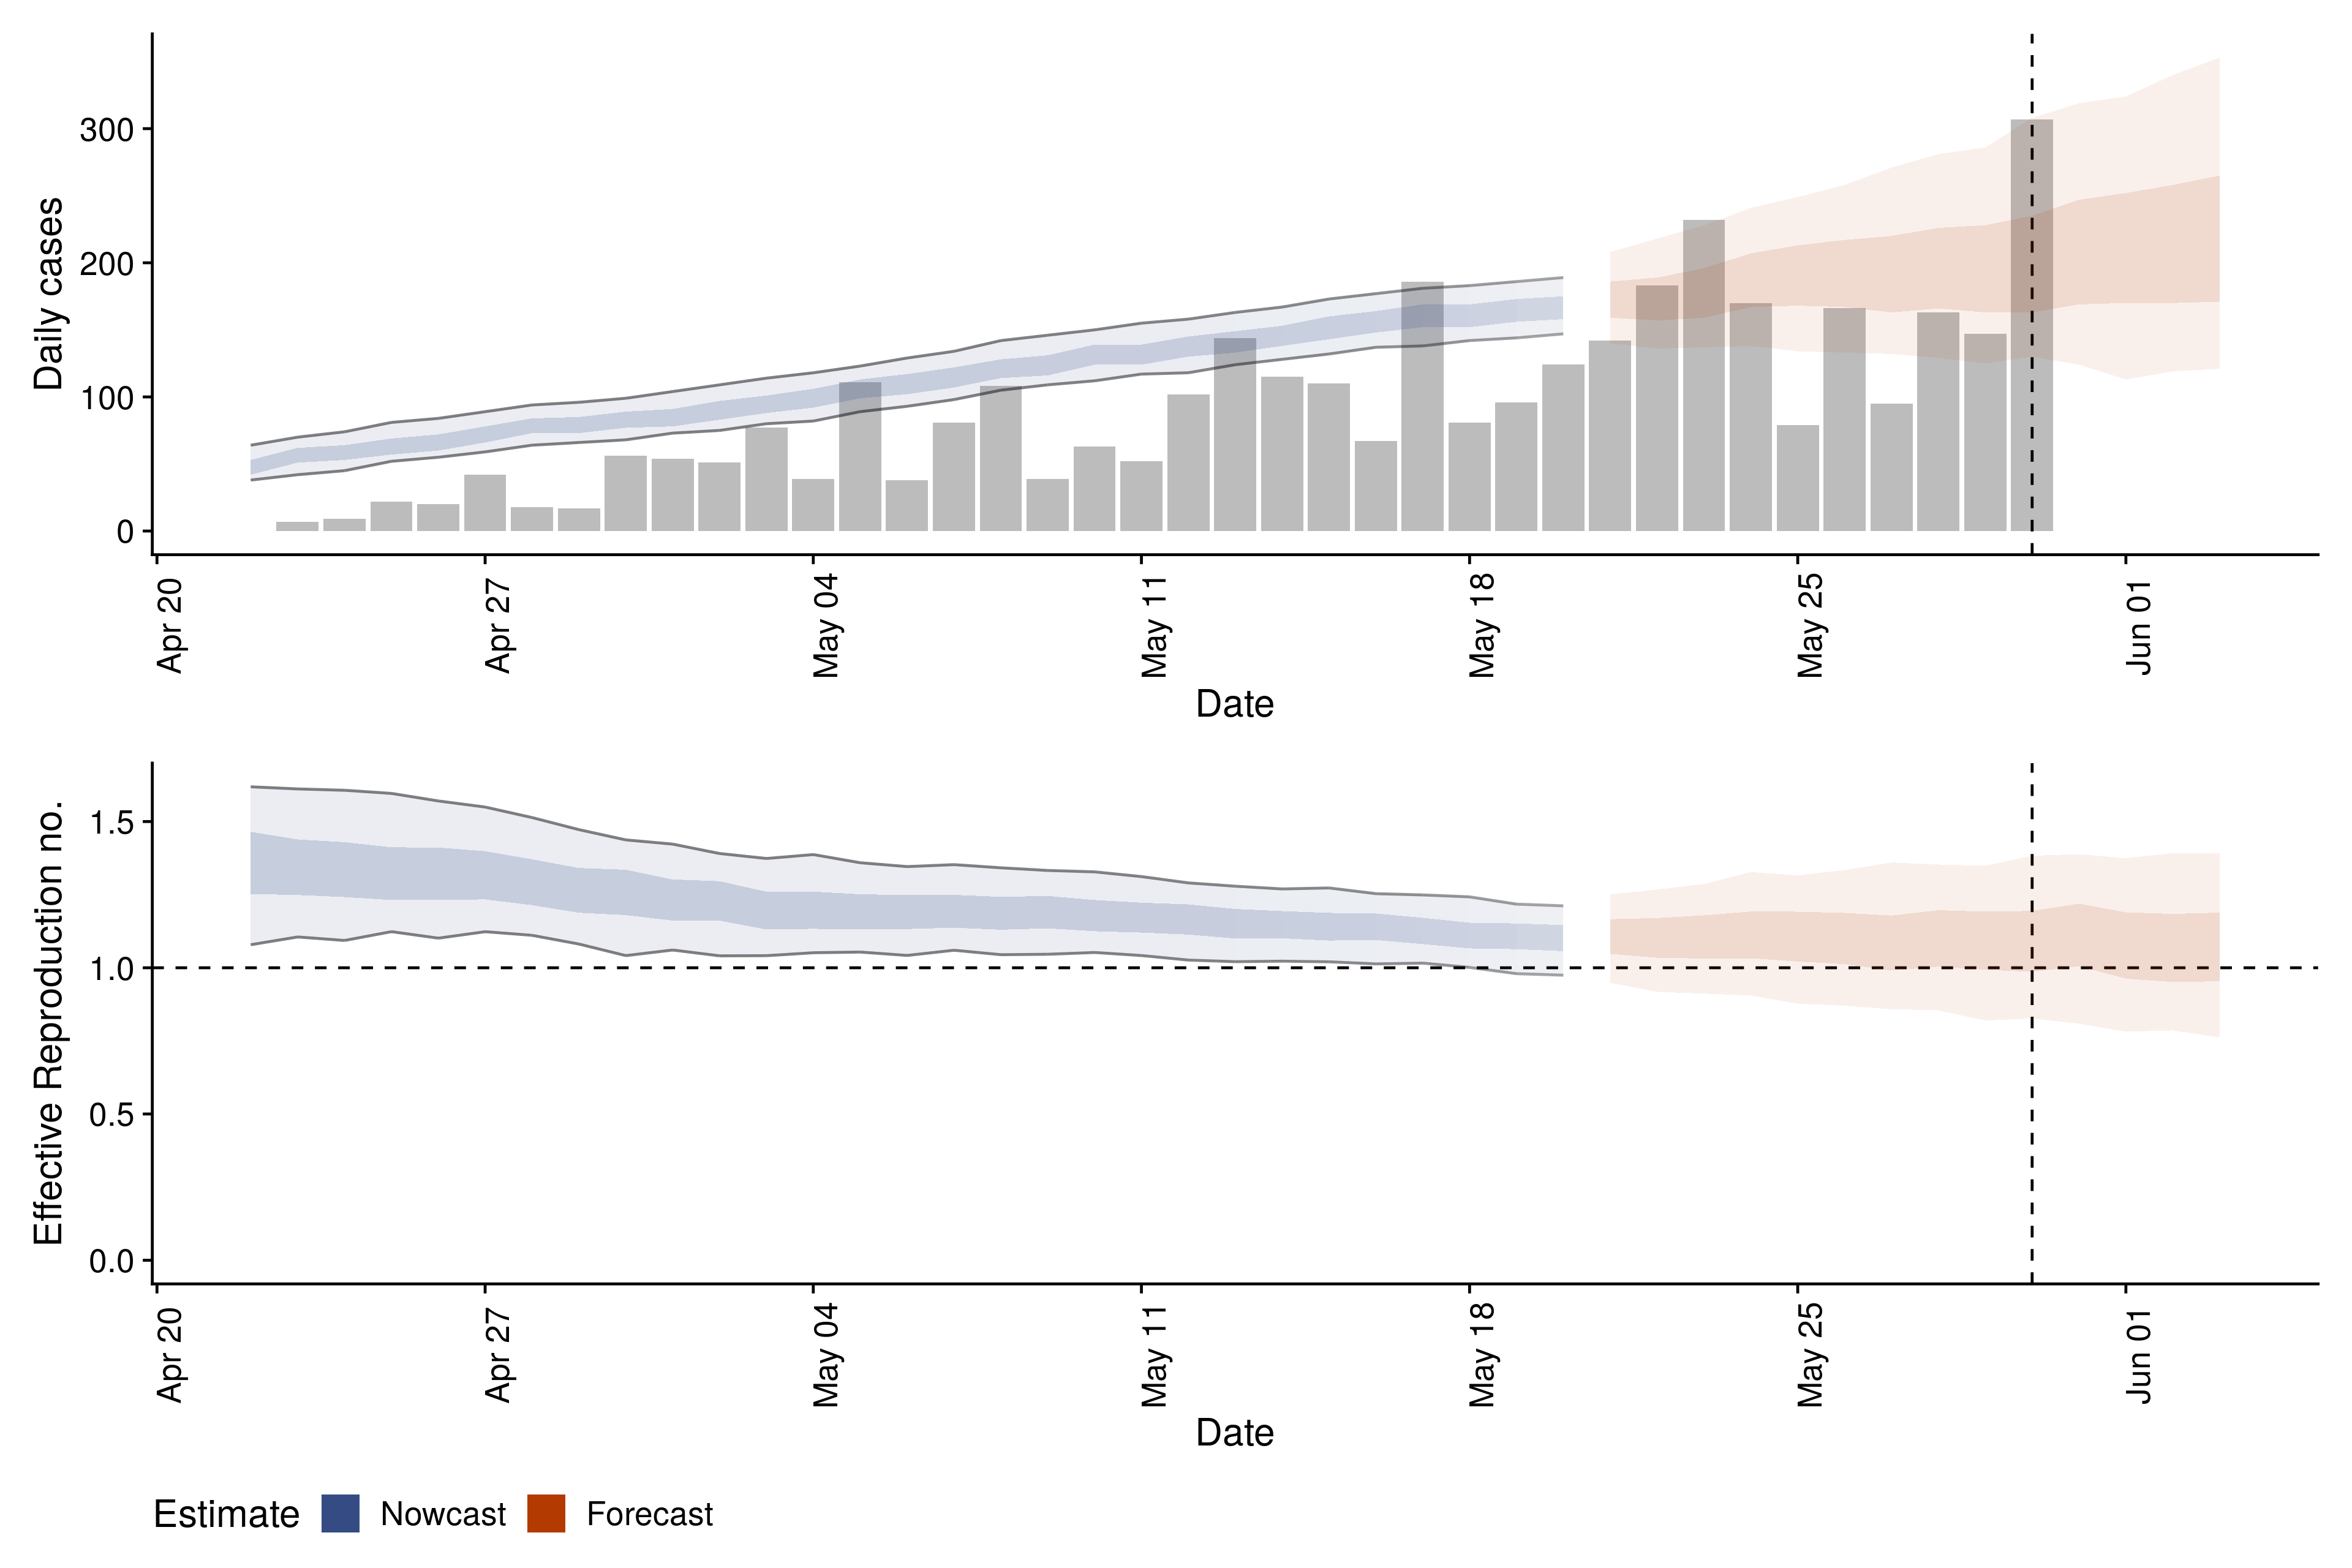 Daily cases
300
200
100
0
Apr 20
Apr 27
May 04
May 11
May 18
May 25
Jun 01
Date
Effective Reproduction no.
1.5
1.0
0.5
0.0
Apr 20
Apr 27
May 04
May 11
May 18
May 25
Jun 01
Date
Estimate Nowcast Forecast